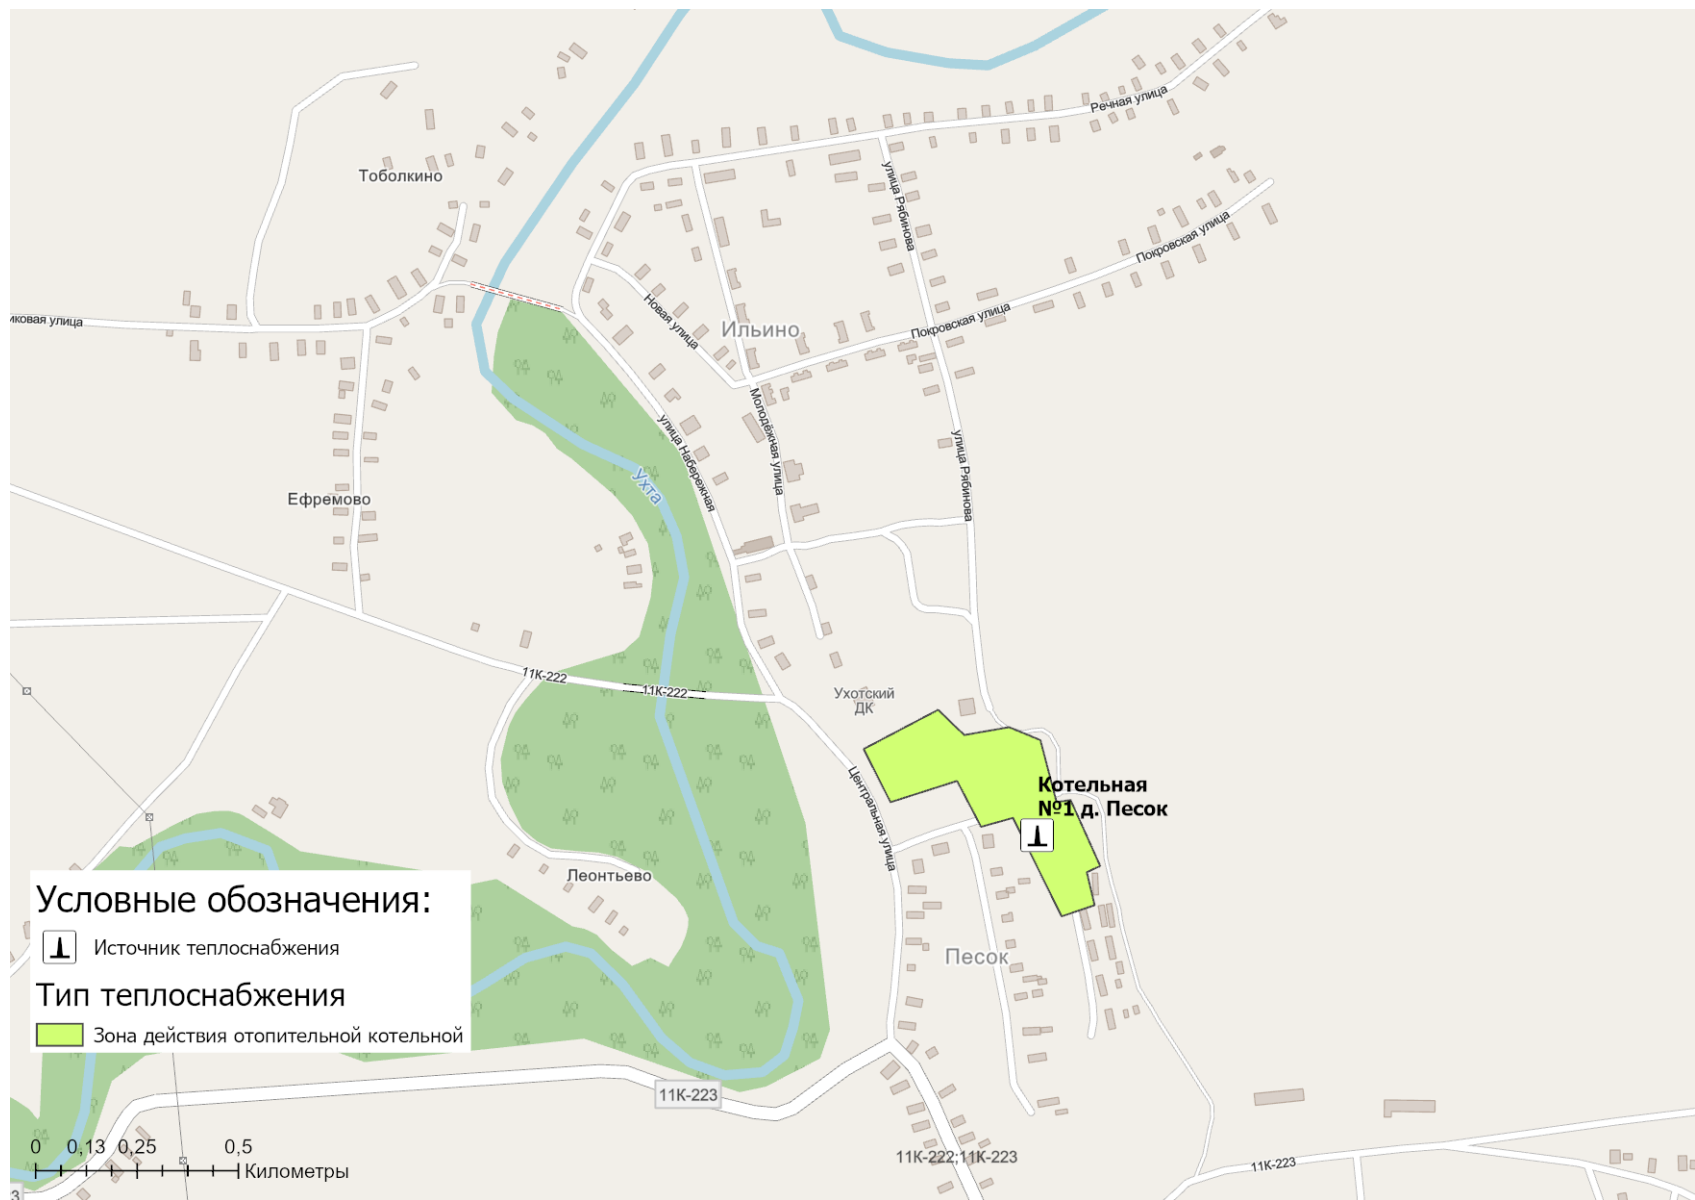 Речная улица
Тоболкино
улица Рябинова
Покровская улица
иковая улица
Новая улица
Ильино
Покровская улица
Молодёжная улица
улица Набережная
улица Рябинова
Ухта
Ефремово
11К-222
11К-222
Ухотский
ДК
Центральная улица
Котельная
№1 д. Песок
Леонтьево
Песок
Условные обозначения:
Источник теплоснабжения
Тип теплоснабжения
Зона действия отопительной котельной
11К-223
11К-222;11К-223
11К-223
0 0,13 0,25 0,5
Километры
3